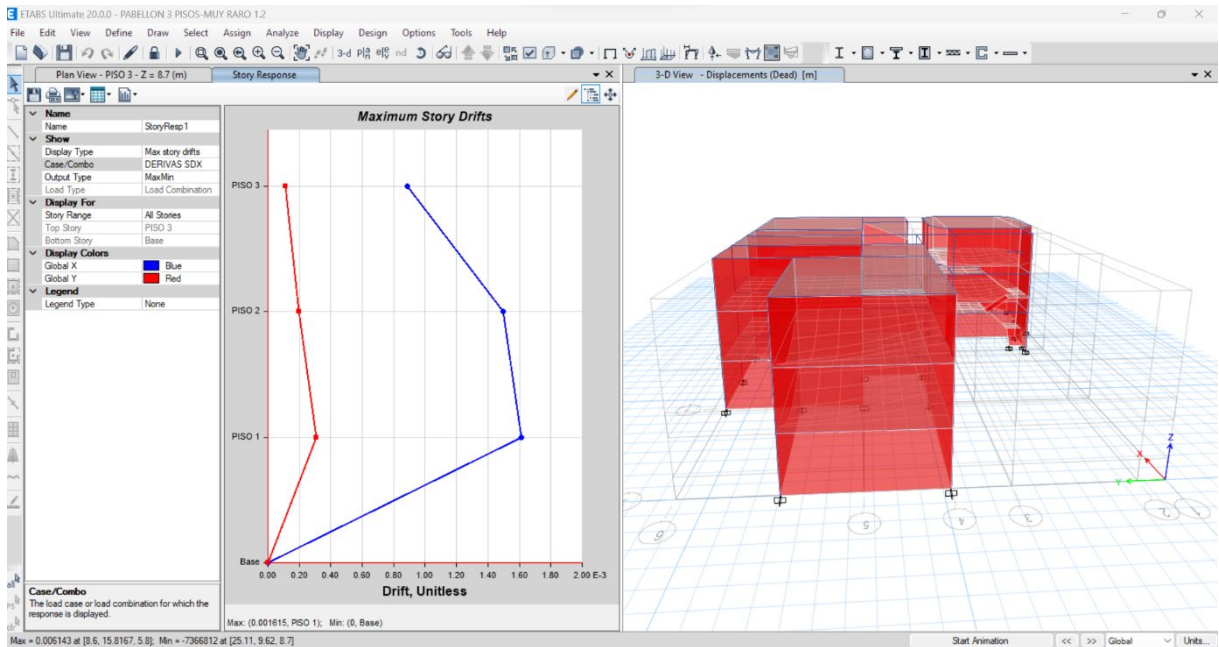 ETABS Ultimate 20.0.0 - PABELLON 3 PISOS-MUY RARO 1.2
File Edit View Define Draw Select Assign Analyze Display Design Options Tools Help
3-d
nd
Plan View - PISO 3 - Z = 8.7 (m)
Story Response
3-D View - Displacements (Dead) [m]
Name
Name StoryResp1
Show
Display Type Max story drifts
Case/Combo DERIVAS SDX
Output Type MaxMin
Load Type Load Combination
Display For
Story Range All Stories
Top Story PISO 3
Bottom Story Base
Display Colors
Global X Blue
Global Y Red
Legend
Legend Type None
Case/Combo
The load case or load combination for which the
response is displayed.
Maximum Story Drifts
PISO 3
PISO 2
PISO 1
Base
0.00 0.20 0.40 0.60 0.80 1.00 1.20 1.40 1.60 1.80 2.00 E-3
Drift, Unitless
Max: (0.001615, PISO 1); Min: (0, Base)
Z
X
Y
6 5 4 3 2 1
Max = 0.006143 at [8.6, 15.8167, 5.8]; Min = -7366812 at [25.11, 9.62, 8.7]
Start Animation << >> Global Units...